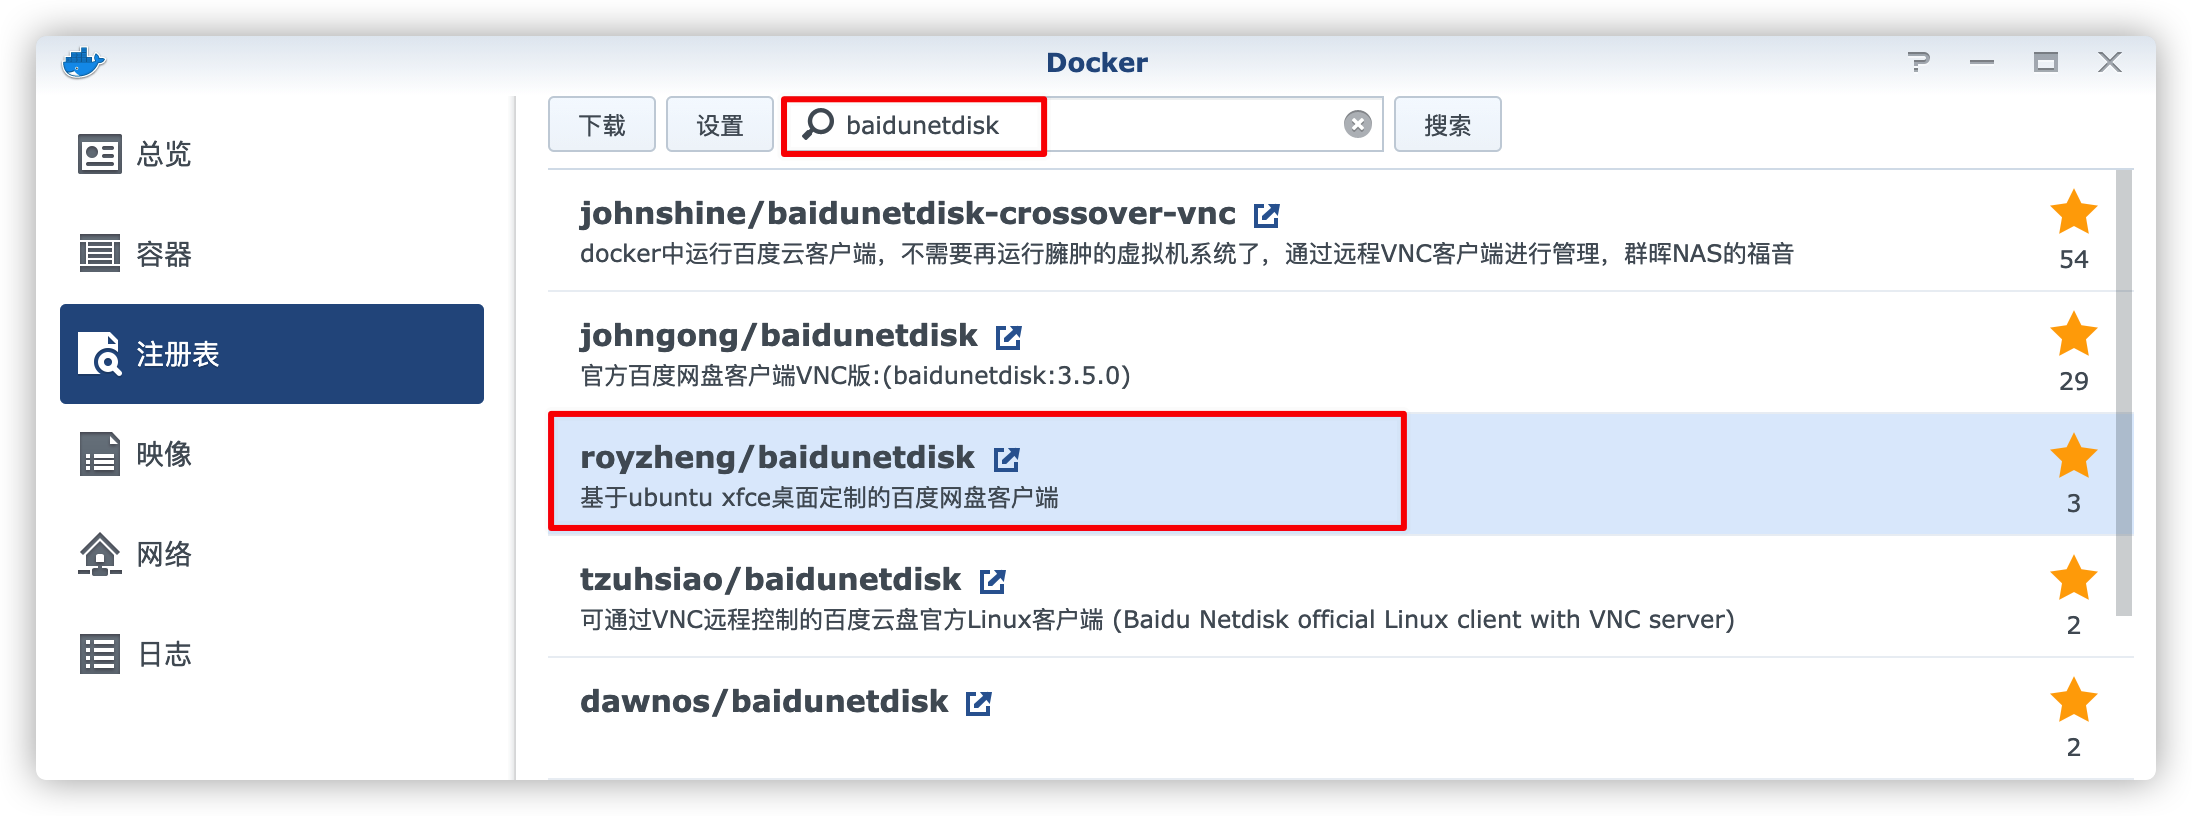 Docker
总览
容器
注册表
映像
网络
日志
下载
设置
baidunetdisk
搜索
johnshine/baidunetdisk-crossover-vnc
docker中运行百度云客户端，不需要再运行臃肿的虚拟机系统了，通过远程VNC客户端进行管理，群晖NAS的福音
54
johngong/baidunetdisk
官方百度网盘客户端VNC版:(baidunetdisk:3.5.0)
29
royzheng/baidunetdisk
基于ubuntu xfce桌面定制的百度网盘客户端
3
tzuhsiao/baidunetdisk
可通过VNC远程控制的百度云盘官方Linux客户端 (Baidu Netdisk official Linux client with VNC server)
2
dawnos/baidunetdisk
2